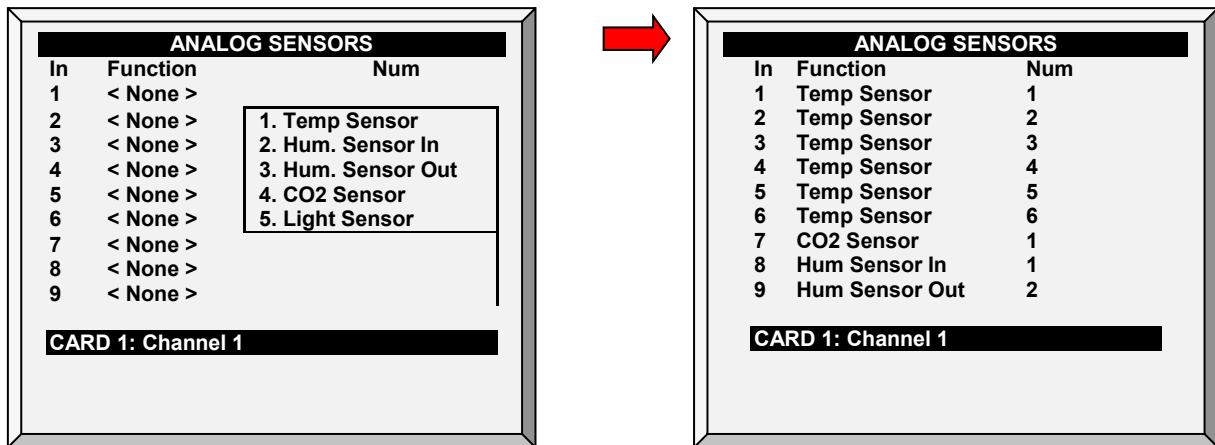 ANALOG SENSORS
In Function Num
1 < None >
2 < None > 1. Temp Sensor
3 < None > 2. Hum. Sensor In
4 < None > 3. Hum. Sensor Out
5 < None > 4. CO2 Sensor
6 < None > 5. Light Sensor
7 < None >
8 < None >
9 < None >
CARD 1: Channel 1
ANALOG SENSORS
In Function Num
1 Temp Sensor 1
2 Temp Sensor 2
3 Temp Sensor 3
4 Temp Sensor 4
5 Temp Sensor 5
6 Temp Sensor 6
7 CO2 Sensor 1
8 Hum Sensor In 1
9 Hum Sensor Out 2
CARD 1: Channel 1